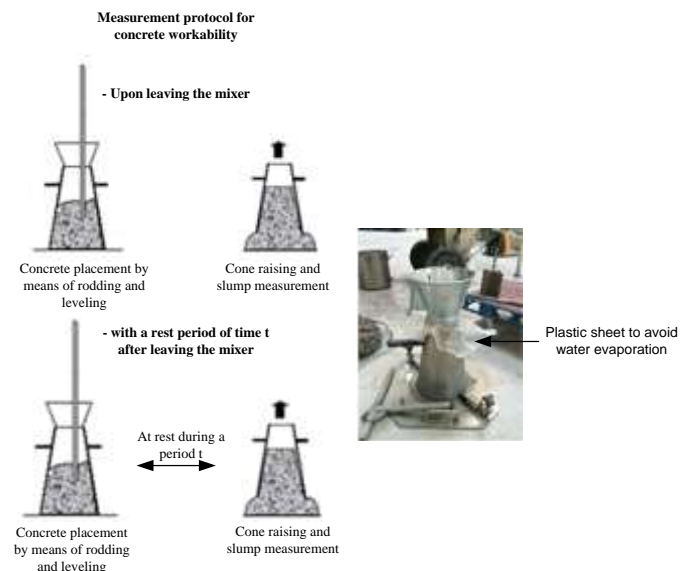 Measurement protocol for
concrete workability
- Upon leaving the mixer
Concrete placement by
means of rodding and
leveling
Cone raising and
slump measurement
- with a rest period of time t
after leaving the mixer
At rest during a
period t
Concrete placement
by means of rodding
and leveling
Cone raising and
slump measurement
Plastic sheet to avoid
water evaporation